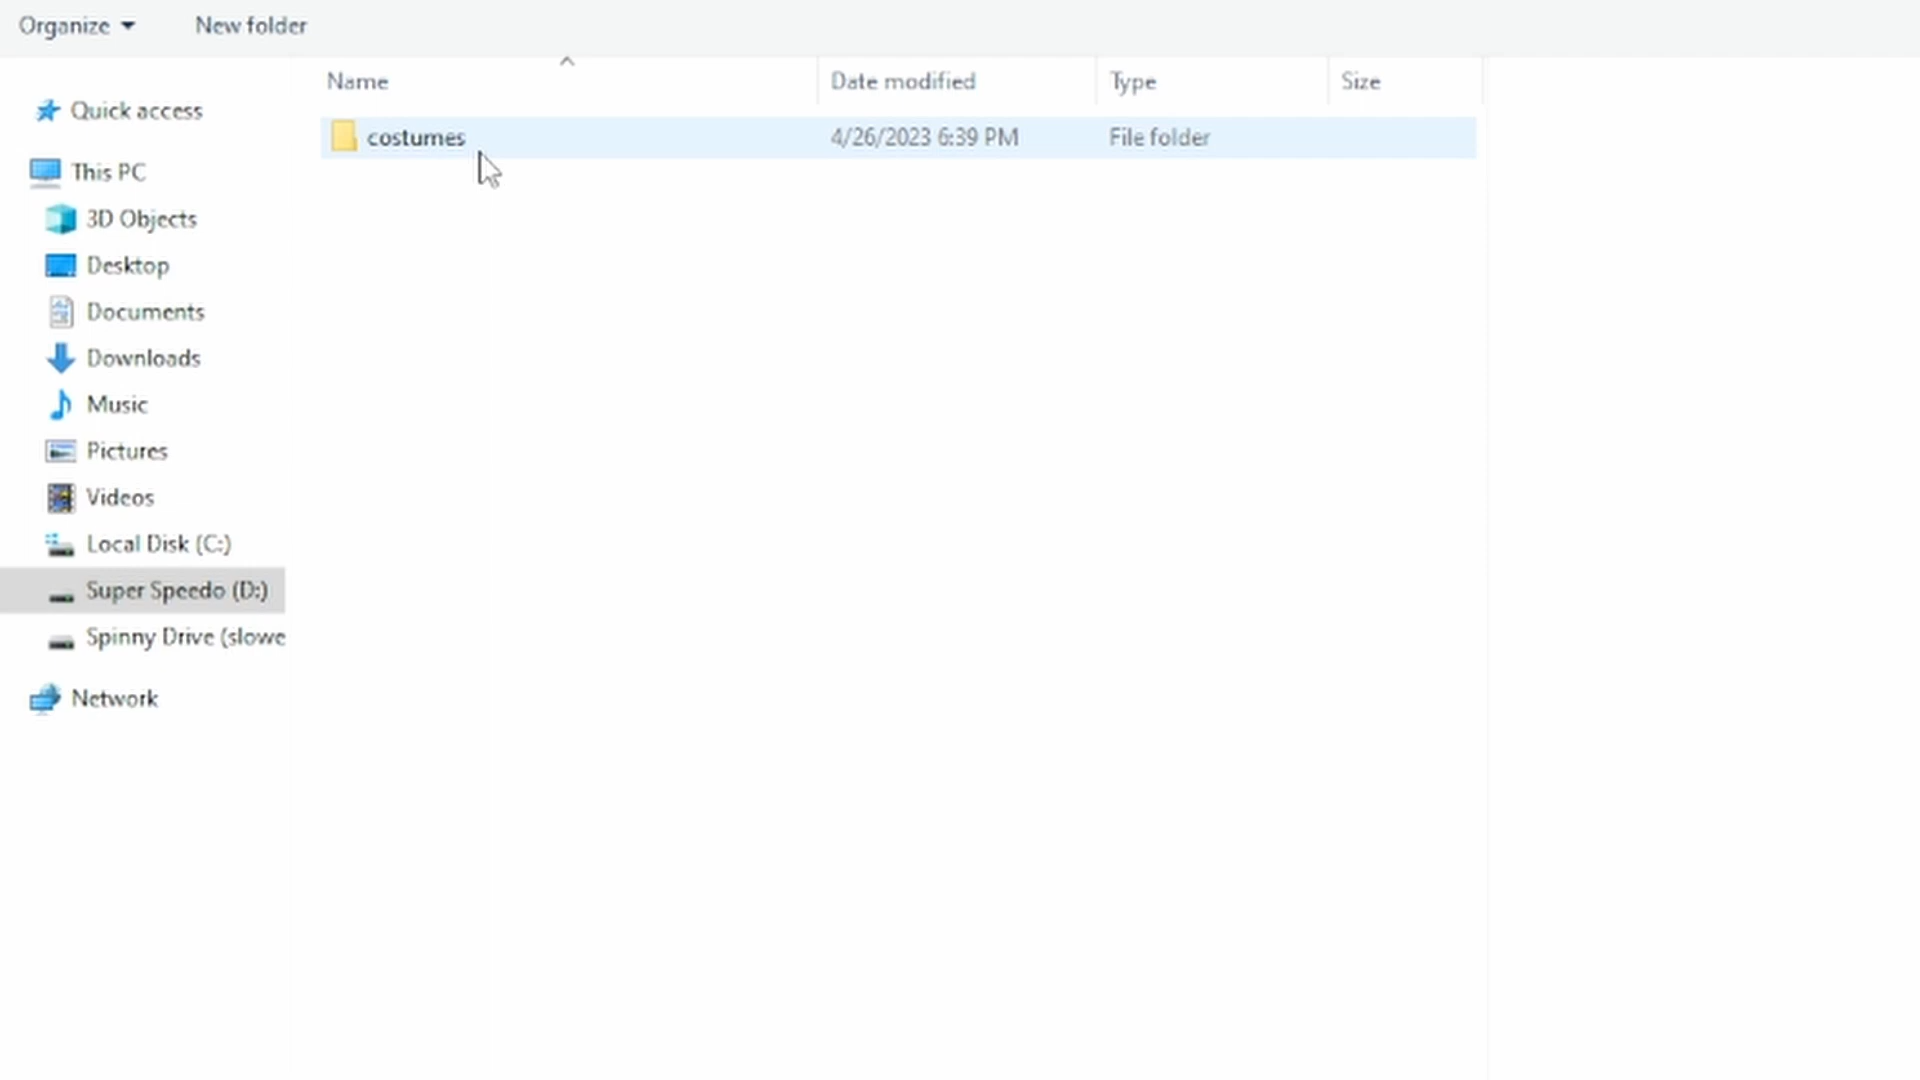 Organize New folder
Name Date modified Type Size
costumes 4/26/2023 6:39 PM File folder
Quick access
This PC
3D Objects
Desktop
Documents
Downloads
Music
Pictures
Videos
Local Disk (C:)
Super Speedo (D:)
Spinny Drive (slowe
Network